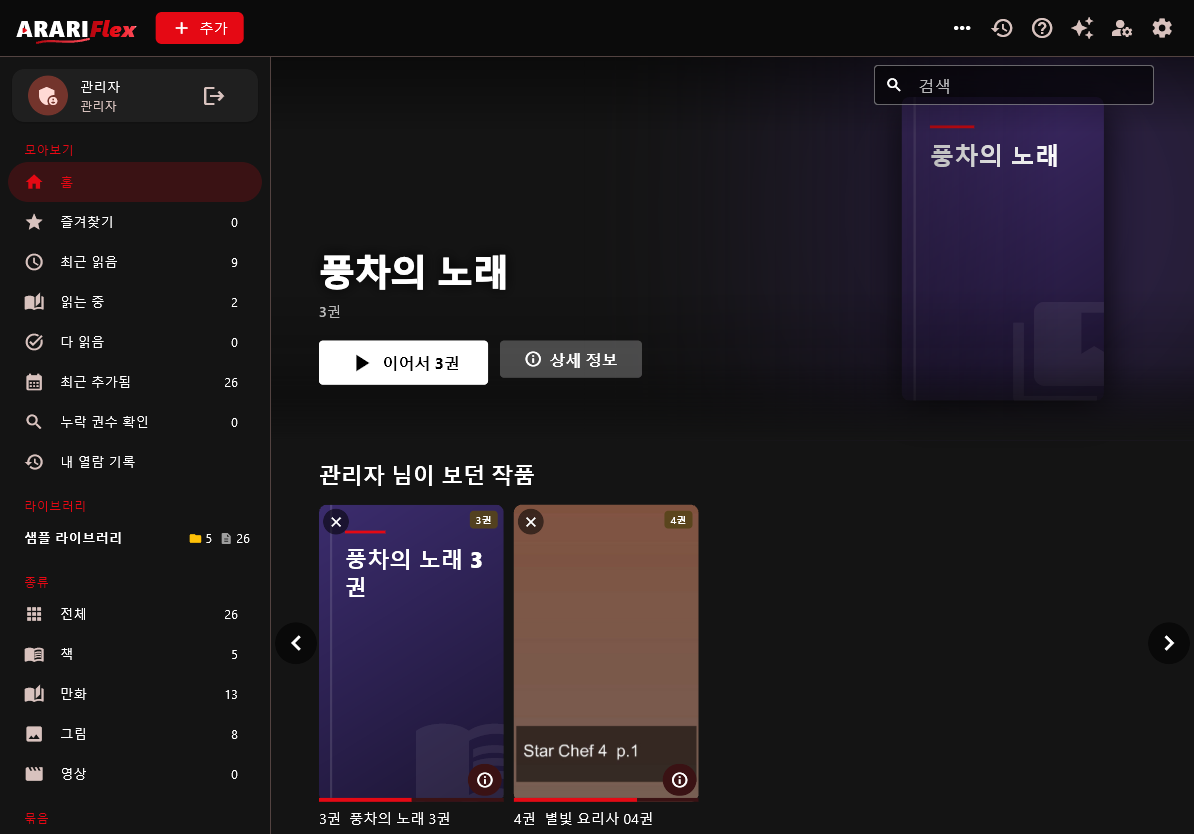 ARARIFlex
추가
관리자
관리자
모아보기
홈
즐겨찾기 0
최근 읽음 9
읽는 중 2
다 읽음 0
최근 추가됨 26
누락 권수 확인 0
내 열람 기록
라이브러리
샘플 라이브러리 5 26
종류
전체 26
책 5
만화 13
그림 8
영상 0
묶음
검색
풍차의 노래
풍차의 노래
3권
이어서 3권
상세 정보
관리자 님이 보던 작품
3권
풍차의 노래 3
권
3권 풍차의 노래 3권
4권
Star Chef 4 p.1
4권 별빛 요리사 04권